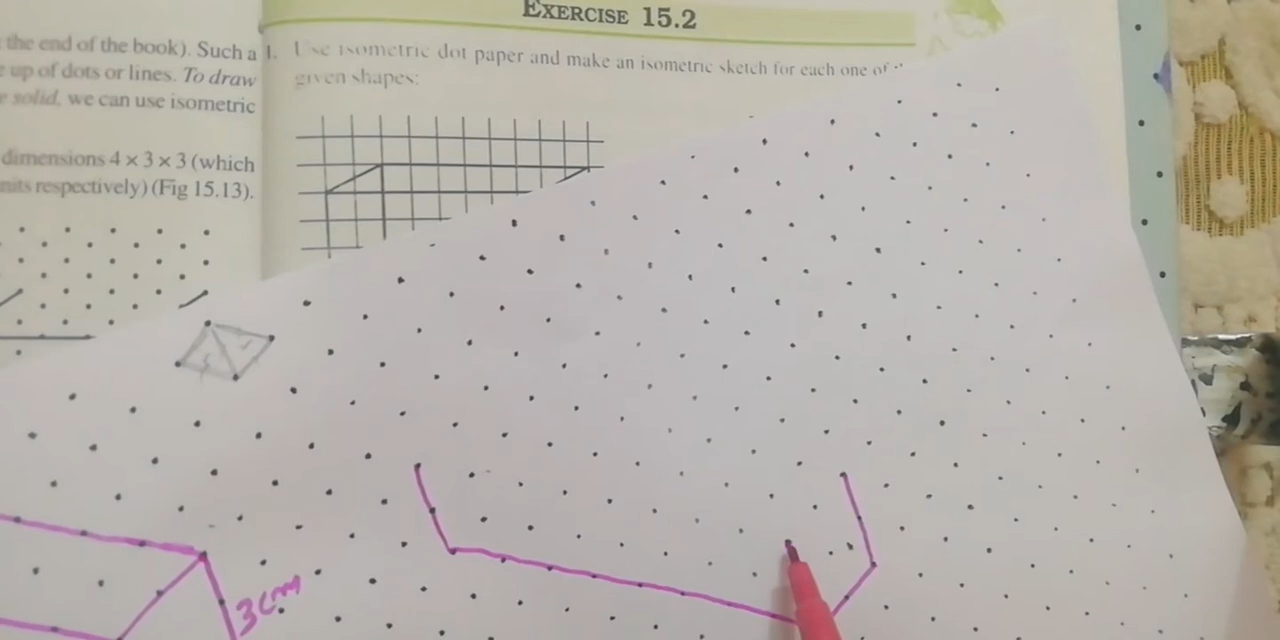 EXERCISE 15.2
the end of the book). Such a
up of dots or lines. To draw
solid, we can use isometric
dimensions 4 × 3 × 3 (which
nits respectively) (Fig 15.13).
1. Use isometric dot paper and make an isometric sketch for each one of
given shapes:
3cm